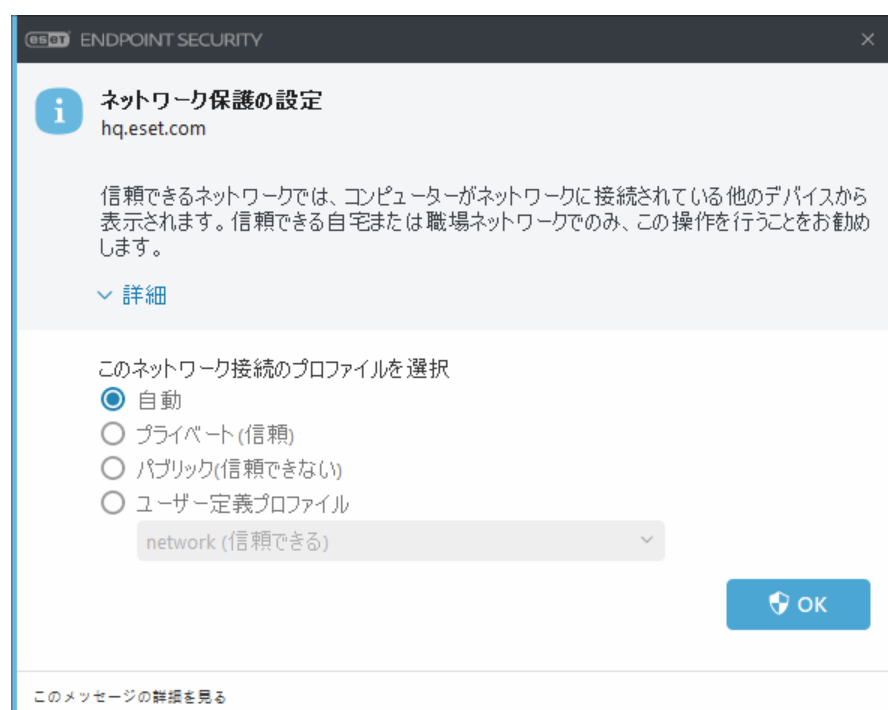 eset ENDPOINT SECURITY
ネットワーク保護の設定
hq.eset.com
信頼できるネットワークでは、コンピューターがネットワークに接続されている他のデバイスから
表示されます。信頼できる自宅または職場ネットワークでのみ、この操作を行うことをお勧め
します。
詳細
このネットワーク接続のプロファイルを選択
自動
プライベート(信頼)
パブリック(信頼できない)
ユーザー定義プロファイル
network (信頼できる)
OK
このメッセージの詳細を見る